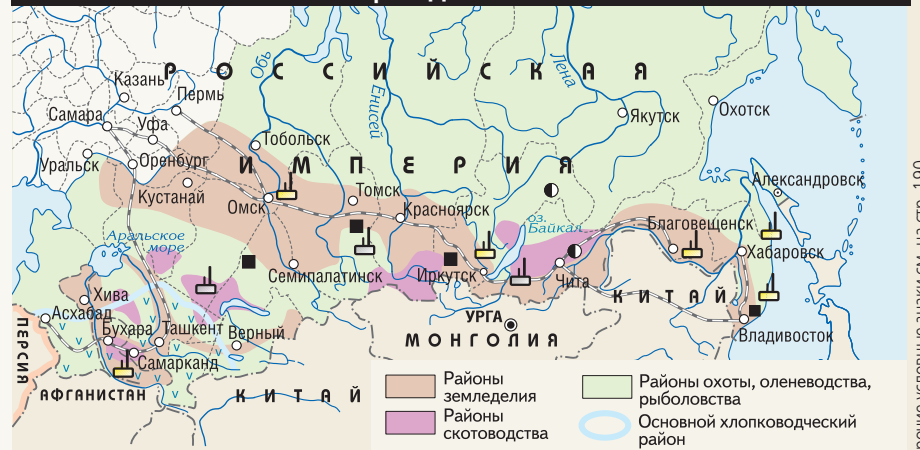 РОССИЙСКАЯ
ИМПЕРИЯ
Обь
Енисей
Лена
Казань
Пермь
Самара
Уфа
Уральск
Оренбург
Кустанай
Тобольск
Омск
Томск
Красноярск
Якутск
Охотск
Александровск
оз.
Байкал
Благовещенск
Хабаровск
Аральское
море
Семипалатинск
Иркутск
Чита
КИТАЙ
Хива
Асхабад
Бухара
Ташкент
Верный
УРГА
МОНГОЛИЯ
Владивосток
ПЕРСИЯ
Самарканд
АФГАНИСТАН
КИТАЙ
Районы
земледелия
Районы
скотоводства
Районы охоты, оленеводства,
рыболовства
Основной хлопководческий
район